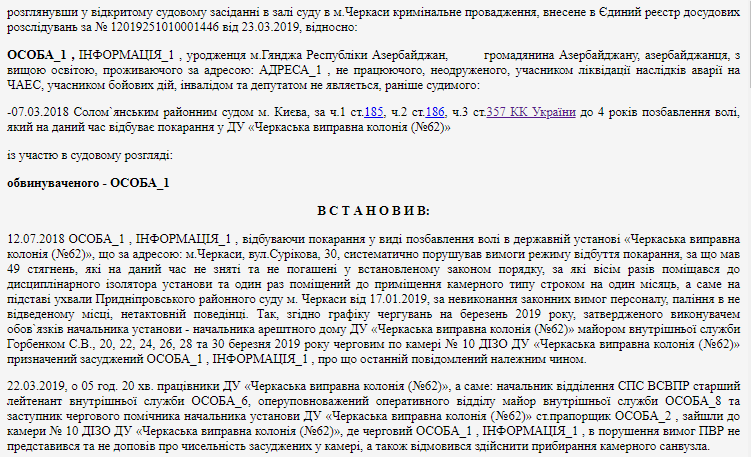 розглянувши у відкритому судовому засіданні в залі суду в м.Черкаси кримінальне провадження, внесене в Єдиний реєстр досудових
розслідувань за № 12019251010001446 від 23.03.2019, відносно:
ОСОБА_1 , ІНФОРМАЦІЯ_1 , уродженця м.Гянджа Республіки Азербайджан, громадянина Азербайджану, азербайджанця, з
вищою освітою, проживаючого за адресою: АДРЕСА_1 , не працюючого, неодруженого, учасником ліквідації наслідків аварії на
ЧАЕС, учасником бойових дій, інвалідом та депутатом не являється, раніше судимого:
-07.03.2018 Солом`янським районним судом м. Києва, за ч.1 ст.185, ч.2 ст.186, ч.3 ст.357 КК України до 4 років позбавлення волі,
який на даний час відбуває покарання у ДУ «Черкаська виправна колонія (№62)»
із участю в судовому розгляді:
обвинуваченого - ОСОБА_1
В С Т А Н О В И В:
12.07.2018 ОСОБА_1 , ІНФОРМАЦІЯ_1 , відбуваючи покарання у виді позбавлення волі в державній установі «Черкаська виправна
колонія (№62)», що за адресою: м.Черкаси, вул.Сурікова, 30, систематично порушував вимоги режиму відбуття покарання, за що мав
49 стягнень, які на даний час не зняті та не погашені у встановленому законом порядку, за які вісім разів поміщався до
дисциплінарного ізолятора установи та один раз поміщений до приміщення камерного типу строком на один місяць, а саме на
підставі ухвали Придніпровського районного суду м. Черкаси від 17.01.2019, за невиконання законних вимог персоналу, паління в не
відведеному місці, нетактовній поведінці. Так, згідно графіку чергувань на березень 2019 року, затвердженого виконувачем
обов`язків начальника установи - начальника арештного дому ДУ «Черкаська виправна колонія (№62)» майором внутрішньої служби
Горбенком С.В., 20, 22, 24, 26, 28 та 30 березня 2019 року черговим по камері № 10 ДІЗО ДУ «Черкаська виправна колонія (№62)»
призначений засуджений ОСОБА_1 , ІНФОРМАЦІЯ_1 , про що останній повідомлений належним чином.
22.03.2019, о 05 год. 20 хв. працівники ДУ «Черкаська виправна колонія (№62)», а саме: начальник відділення СПС ВСВПР старший
лейтенант внутрішньої служби ОСОБА_6, оперуповноважений оперативного відділу майор внутрішньої служби ОСОБА_8 та
заступник чергового помічника начальника установи ДУ «Черкаська виправна колонія (№62)» ст.прапорщик ОСОБА_2 , зайшли до
камери № 10 ДІЗО ДУ «Черкаська виправна колонія (№62)», де черговий ОСОБА_1 , ІНФОРМАЦІЯ_1 , в порушення вимог ПВР не
представився та не доповів про чисельність засуджених у камері, а також відмовився здійснити прибирання камерного санвузла.